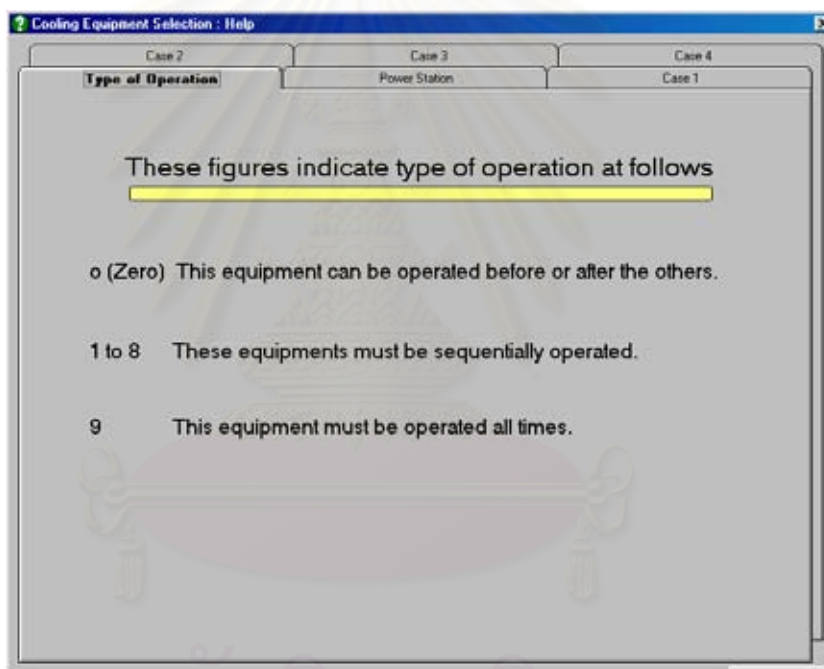 Cooling Equipment Selection : Help
Case 2 Case 3 Case 4
Type of Operation Power Station Case 1
These figures indicate type of operation at follows
o (Zero) This equipment can be operated before or after the others.
1 to 8 These equipments must be sequentially operated.
9 This equipment must be operated all times.